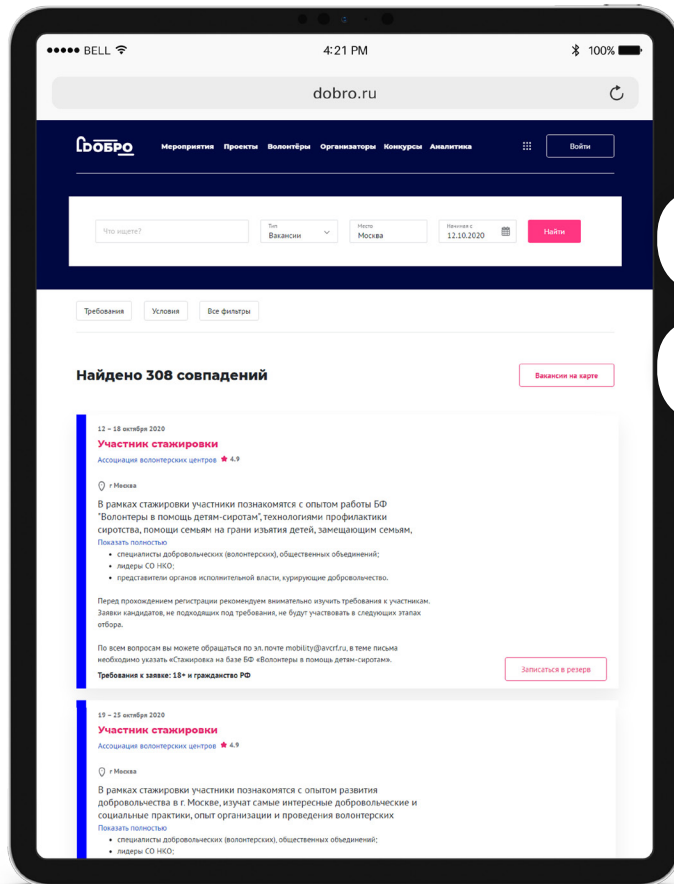 BELL
4:21 PM
100%
dobro.ru
ДОБРО
Мероприятия Проекты Волонтёры Организаторы Конкурсы Аналитика
Войти
Что ищете?
Тип
Вакансии
Место
Москва
Начиная с
12.10.2020
Найти
Требования
Условия
Все фильтры
Найдено 308 совпадений
Вакансии на карте
12 – 18 октября 2020
Участник стажировки
Ассоциация волонтерских центров ★ 4.9
г Москва
В рамках стажировки участники познакомятся с опытом работы БФ
"Волонтеры в помощь детям-сиротам", технологиями профилактики
сиротства, помощи семьям на грани изъятия детей, замещающим семьям,
Показать полностью
• специалисты добровольческих (волонтерских), общественных объединений;
• лидеры СО НКО;
• представители органов исполнительной власти, курирующие добровольчество.
Перед прохождением регистрации рекомендуем внимательно изучить требования к участникам.
Заявки кандидатов, не подходящих под требования, не будут участвовать в следующих этапах
отбора.
По всем вопросам вы можете обращаться по эл. почте mobility@avcrf.ru, в теме письма
необходимо указать «Стажировка на базе БФ «Волонтеры в помощь детям-сиротам».
Требования к заявке: 18+ и гражданство РФ
Записаться в резерв
19 – 25 октября 2020
Участник стажировки
Ассоциация волонтерских центров ★ 4.9
г Москва
В рамках стажировки участники познакомятся с опытом развития
добровольчества в г. Москве, изучат самые интересные добровольческие и
социальные практики, опыт организации и проведения волонтерских
Показать полностью
• специалисты добровольческих (волонтерских), общественных объединений;
• лидеры СО НКО;